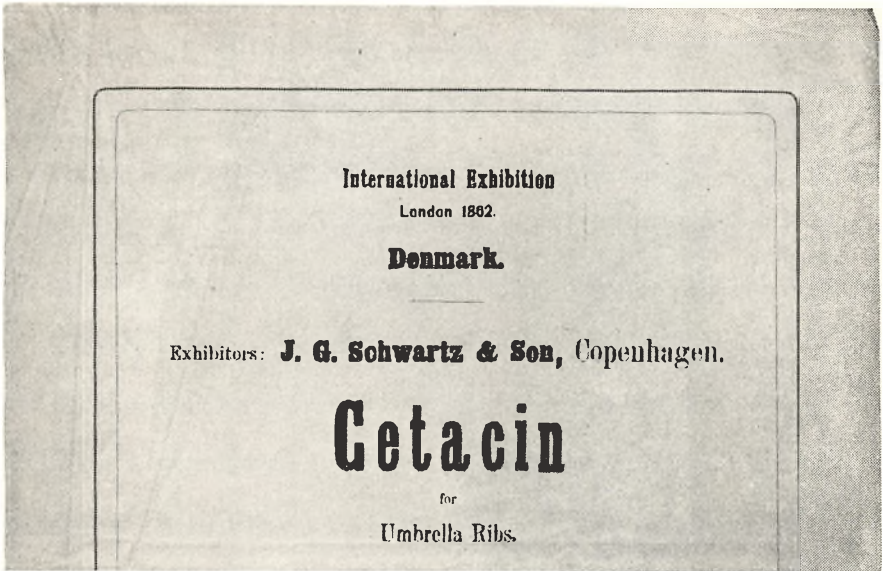 International Exhibition
London 1862.
Denmark.
Exhibitors: J. G. Schwartz & Son, Copenhagen.
Cetacin
for
Umbrella Ribs.